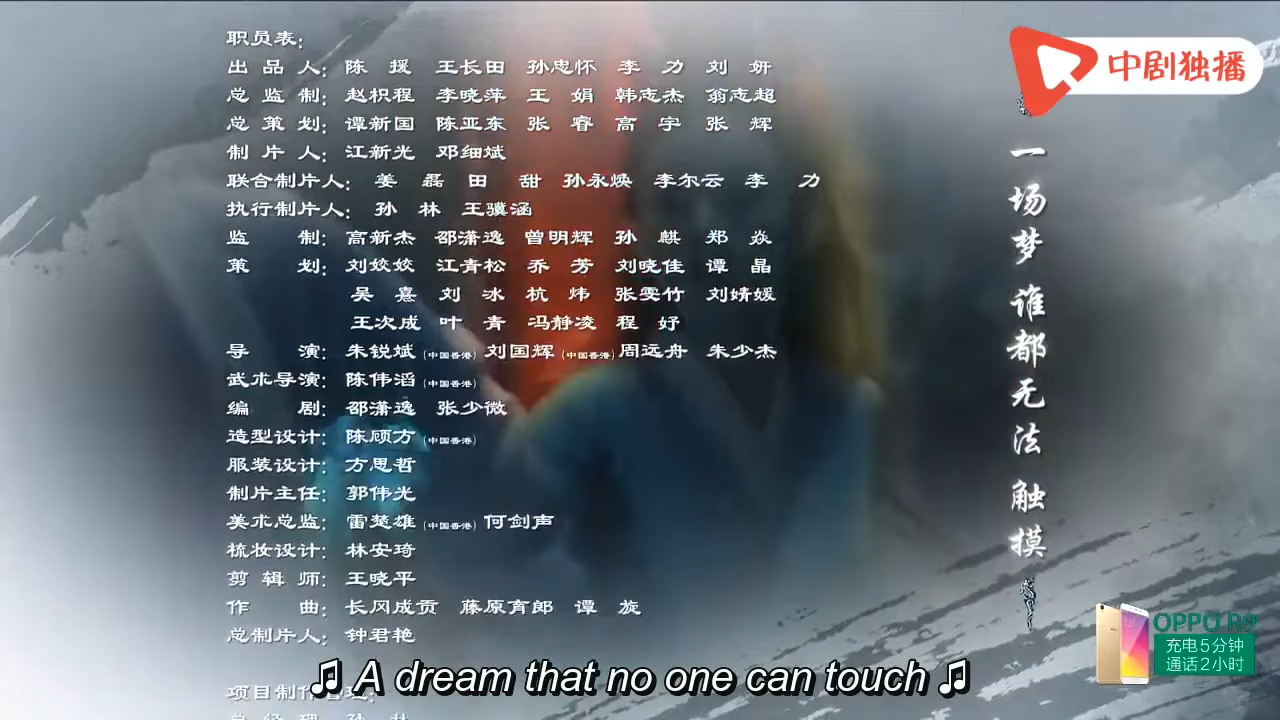 职员表：
出品人： 陈援 王长田 孙忠怀 李力 刘妍
总监制： 赵枳程 李晓萍 王娟 韩志杰 翁志超
总策划： 谭新国 陈亚东 张睿 高宇 张辉
制片人： 江新光 邓细斌
联合制片人： 姜磊 田甜 孙永焕 李尔云 李力
执行制片人： 孙林 王骥涵
监制： 高新杰 邵潇逸 曾明辉 孙麒 郑焱
策划： 刘姣姣 江青松 乔芳 刘晓佳 谭晶
吴熹 刘冰 杭炜 张雯竹 刘婧媛
王次成 叶青 冯静凌 程妤
导演： 朱锐斌（中国香港） 刘国辉（中国香港） 周远舟 朱少杰
武术导演： 陈伟滔（中国香港）
编剧： 邵潇逸 张少微
造型设计： 陈顾方（中国香港）
服装设计： 方思哲
制片主任： 郭伟光
美术总监： 雷楚雄（中国香港） 何剑声
梳妆设计： 林安琦
剪辑师： 王晓平
作曲： 长冈成贡 藤原育郎 谭旋
总制片人： 钟君艳
总经理 孙林
中剧独播
一场梦 谁都无法 触摸
OPPO R9
充电5分钟
通话2小时
♫ A dream that no one can touch ♫